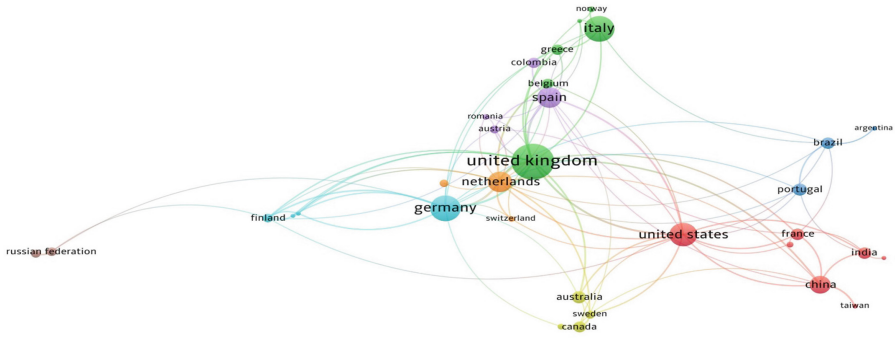 norway
italy
greece
colombia
belgium
spain
romania
austria
argentina
brazil
united kingdom
netherlands
portugal
germany
finland
switzerland
united states
france
russian federation
india
china
australia
taiwan
sweden
canada